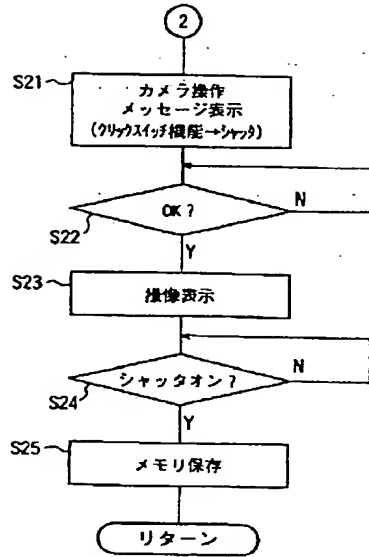 2
S21
カメラ操作
メッセージ表示
(クリックスイッチ機能→シャッタ)
OK?
N
S22
Y
S23
撮像表示
シャッタオン?
N
S24
Y
S25
メモリ保存
リターン